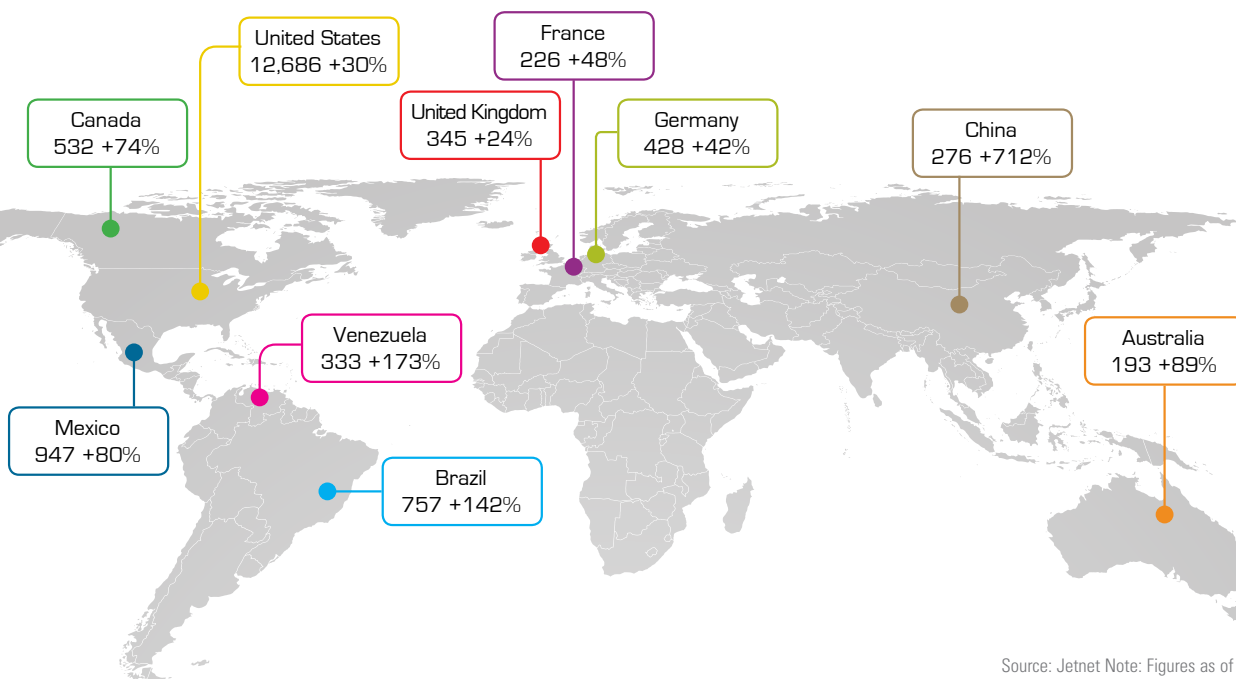 United States
12,686 +30%
France
226 +48%
Canada
532 +74%
United Kingdom
345 +24%
Germany
428 +42%
China
276 +712%
Venezuela
333 +173%
Australia
193 +89%
Mexico
947 +80%
Brazil
757 +142%
Source: Jetnet Note: Figures as of